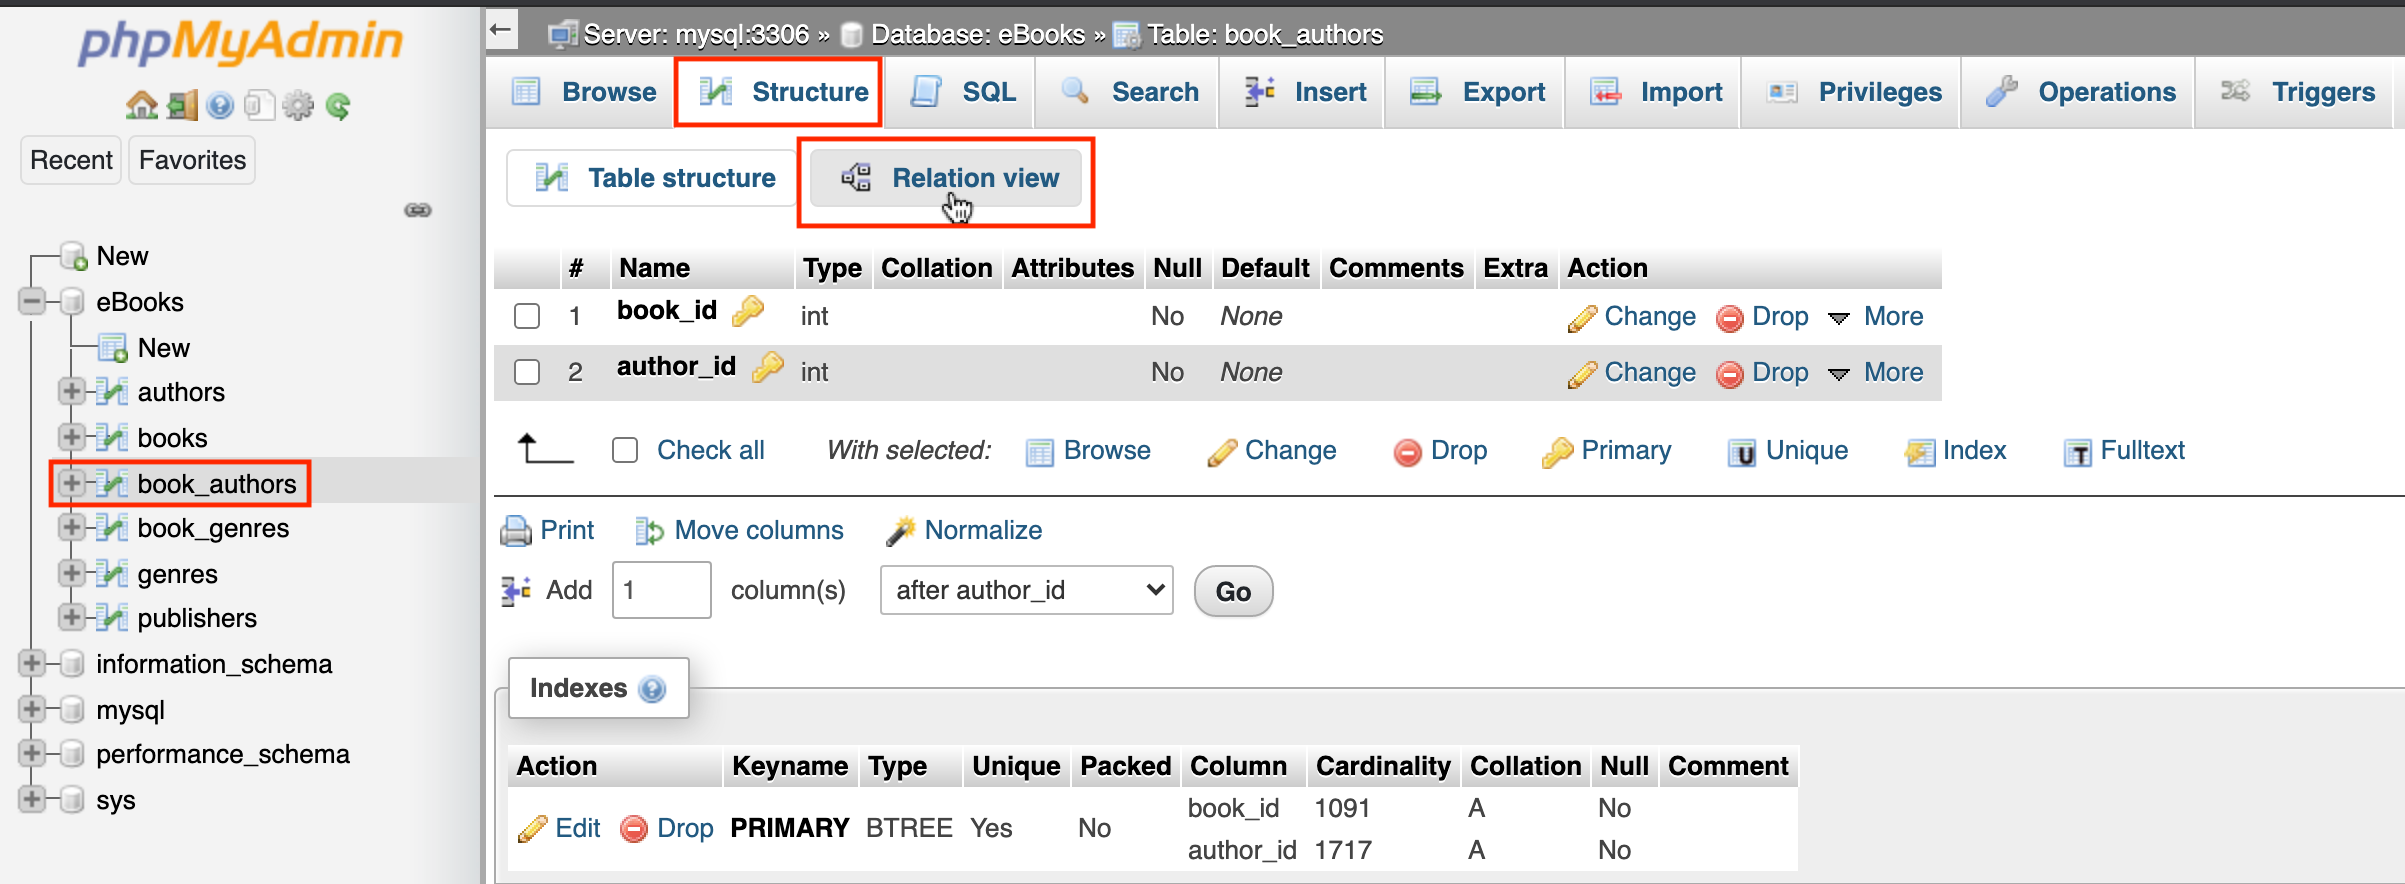 phpMyAdmin
Recent Favorites
New
eBooks
New
authors
books
book_authors
book_genres
genres
publishers
information_schema
mysql
performance_schema
sys
Server: mysql:3306 » Database: eBooks » Table: book_authors
Browse Structure SQL Search Insert Export Import Privileges Operations Triggers
Table structure Relation view
# Name Type Collation Attributes Null Default Comments Extra Action
1 book_id int No None Change Drop More
2 author_id int No None Change Drop More
Check all With selected: Browse Change Drop Primary Unique Index Fulltext
Print Move columns Normalize
Add 1 column(s) after author_id Go
Indexes
Action Keyname Type Unique Packed Column Cardinality Collation Null Comment
Edit Drop PRIMARY BTREE Yes No book_id 1091 A No
author_id 1717 A No